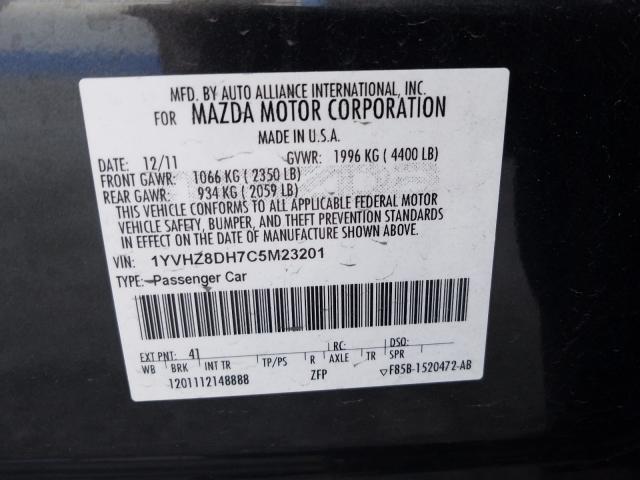 MFD. BY AUTO ALLIANCE INTERNATIONAL, INC.
FOR MAZDA MOTOR CORPORATION
MADE IN U.S.A.
DATE: 12/11 GVWR: 1996 KG ( 4400 LB)
FRONT GAWR: 1066 KG ( 2350 LB)
REAR GAWR: 934 KG ( 2059 LB)
THIS VEHICLE CONFORMS TO ALL APPLICABLE FEDERAL MOTOR
VEHICLE SAFETY, BUMPER, AND THEFT PREVENTION STANDARDS
IN EFFECT ON THE DATE OF MANUFACTURE SHOWN ABOVE.
VIN: 1YVHZ8DH7C5M23201
TYPE: Passenger Car
EXT PNT: 41 RC: DSO:
WB BRK INT TR TP/PS R AXLE TR SPR
1201112148888 ZFP ▽F85B-1520472-AB